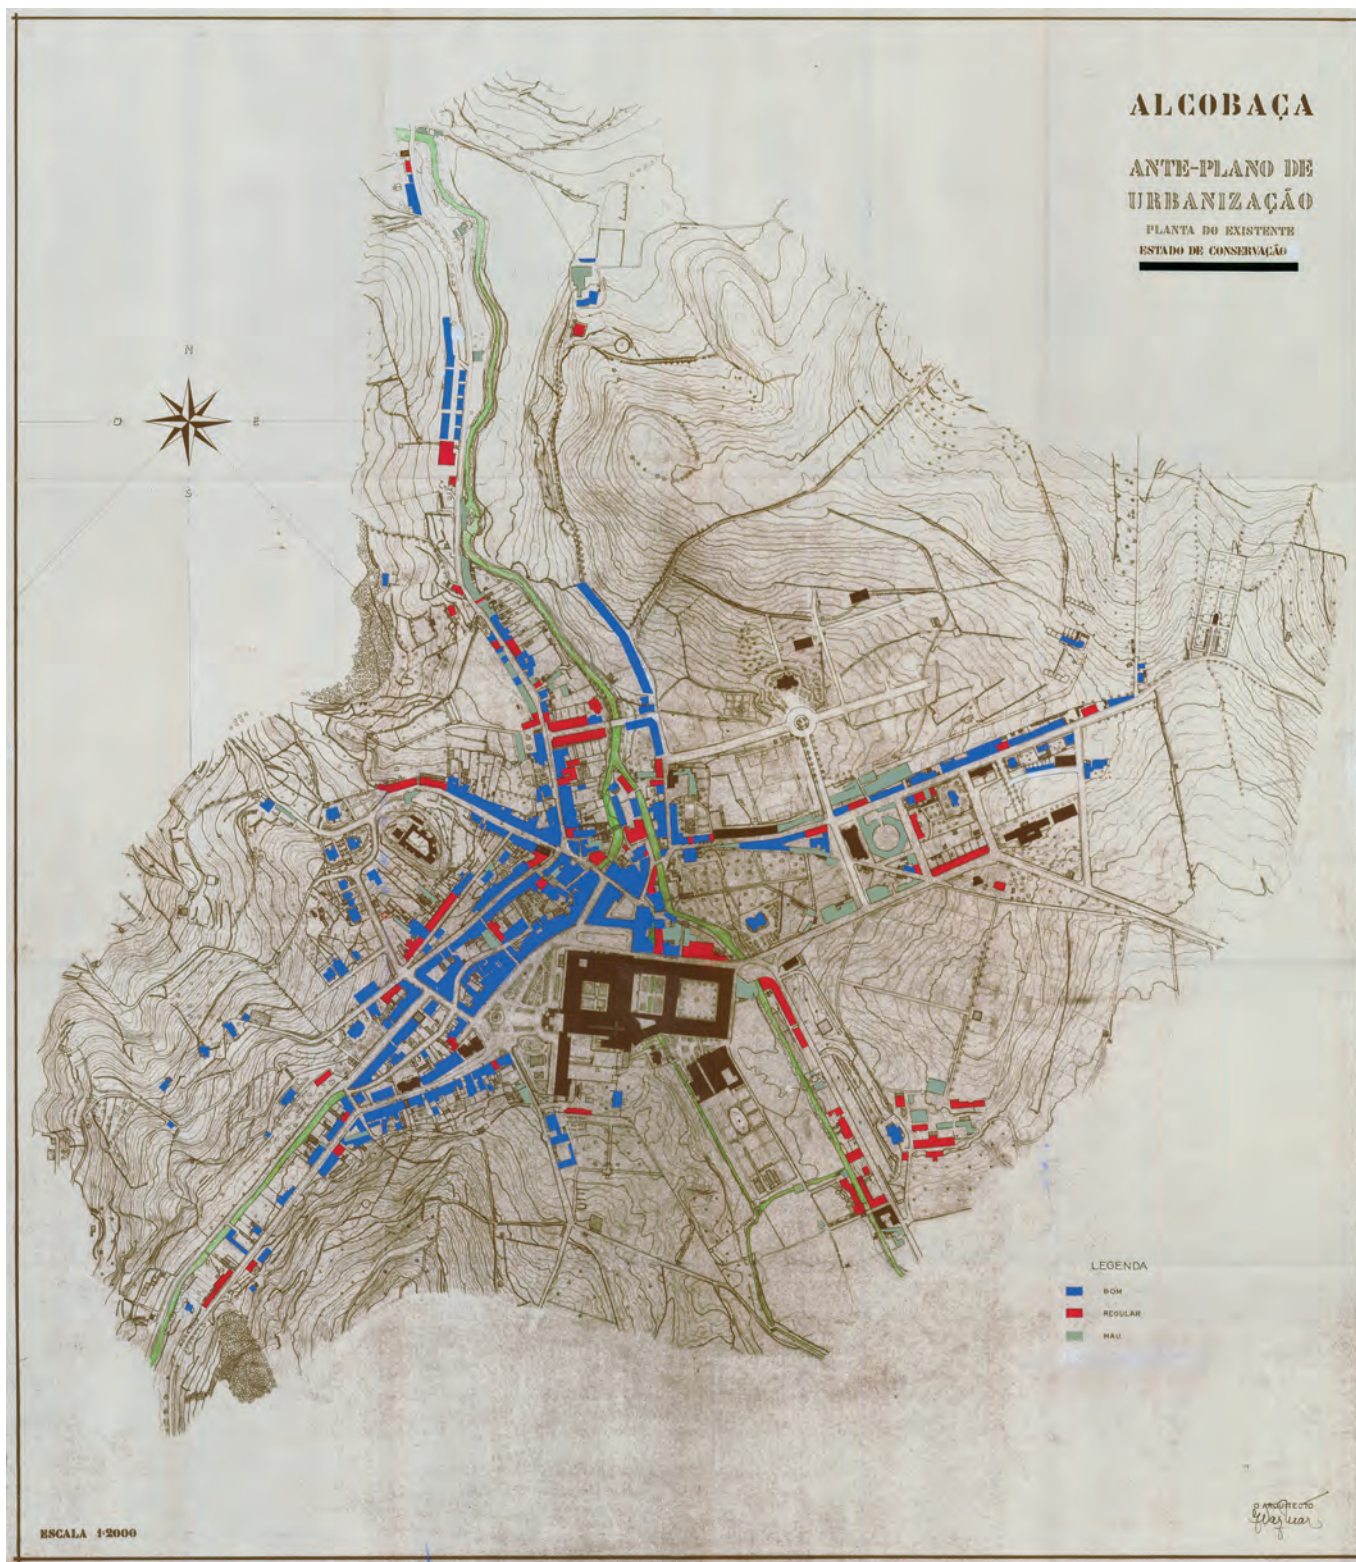 ALCOBAÇA
ANTE-PLANO DE
URBANIZAÇÃO
PLANTA DO EXISTENTE
ESTADO DE CONSERVAÇÃO
N
O
E
S
LEGENDA
BOM
REGULAR
MAU
O ARQUITECTO
ESCALA 1:2000